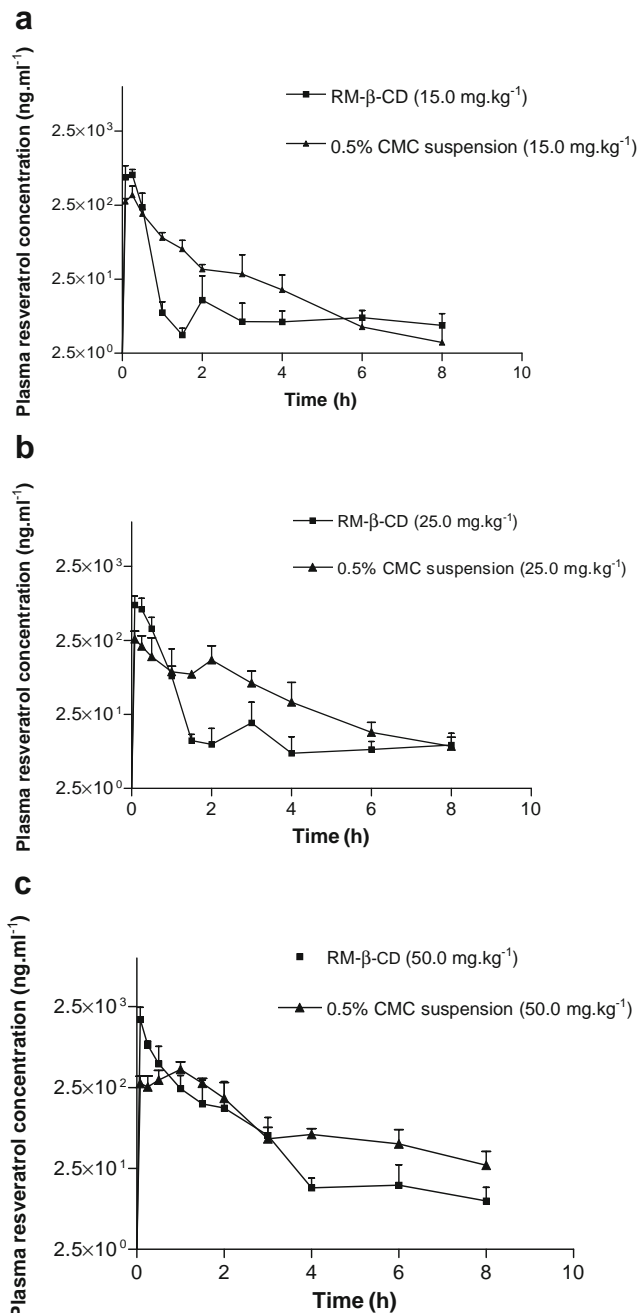 a
Plasma resveratrol concentration (ng.ml⁻¹)
RM-β-CD (15.0 mg.kg⁻¹)
0.5% CMC suspension (15.0 mg.kg⁻¹)
2.5×10³
2.5×10²
2.5×10¹
2.5×10⁰
0 2 4 6 8 10
Time (h)
b
Plasma resveratrol concentration (ng.ml⁻¹)
RM-β-CD (25.0 mg.kg⁻¹)
0.5% CMC suspension (25.0 mg.kg⁻¹)
2.5×10³
2.5×10²
2.5×10¹
2.5×10⁰
0 2 4 6 8 10
Time (h)
c
Plasma resveratrol concentration (ng.ml⁻¹)
RM-β-CD (50.0 mg.kg⁻¹)
0.5% CMC suspension (50.0 mg.kg⁻¹)
2.5×10³
2.5×10²
2.5×10¹
2.5×10⁰
0 2 4 6 8 10
Time (h)